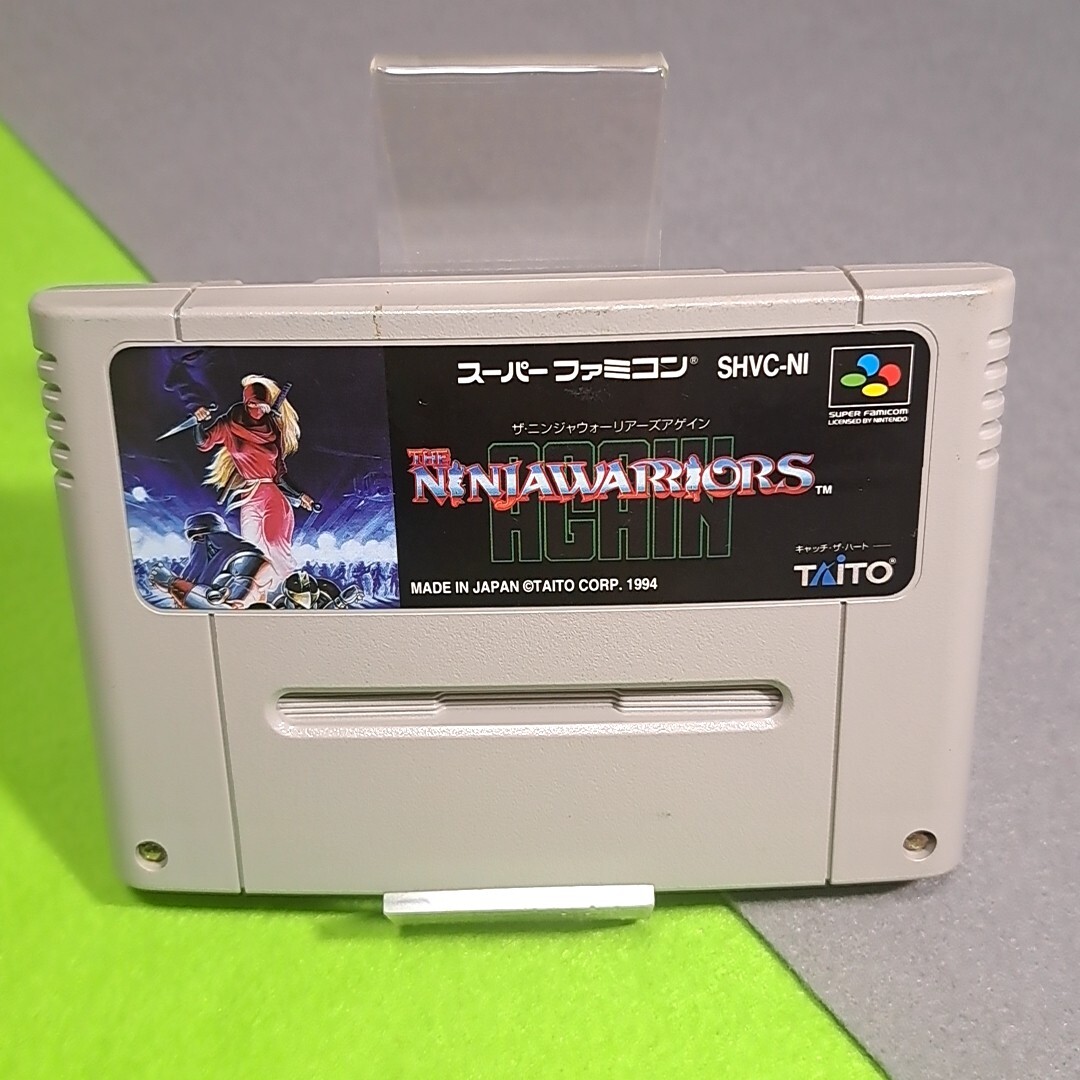 スーパーファミコン® SHVC-NI
SUPER FAMICOM
LICENSED BY NINTENDO
ザ・ニンジャウォーリアーズアゲイン
THE
NINJAWARRIORS™
AGAIN
キャッチ・ザ・ハート
TAITO®
MADE IN JAPAN ©TAITO CORP. 1994